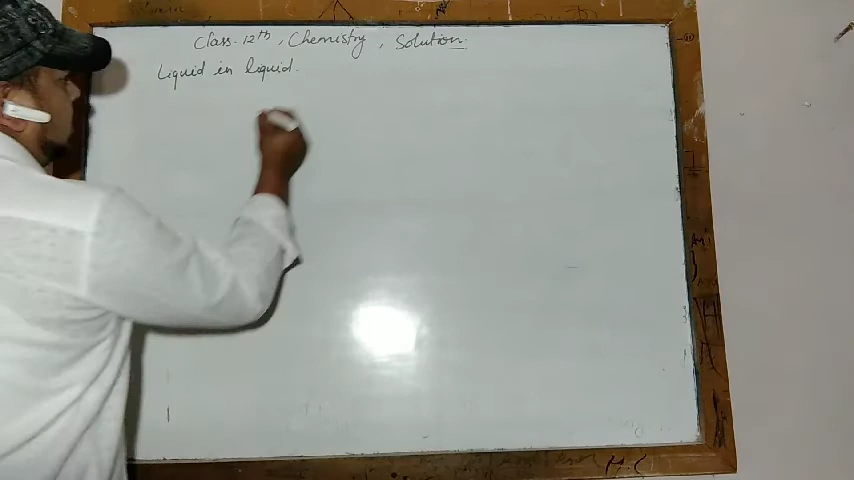 Class-12th, Chemistry, Solution.
Liquid in liquid.
H.C